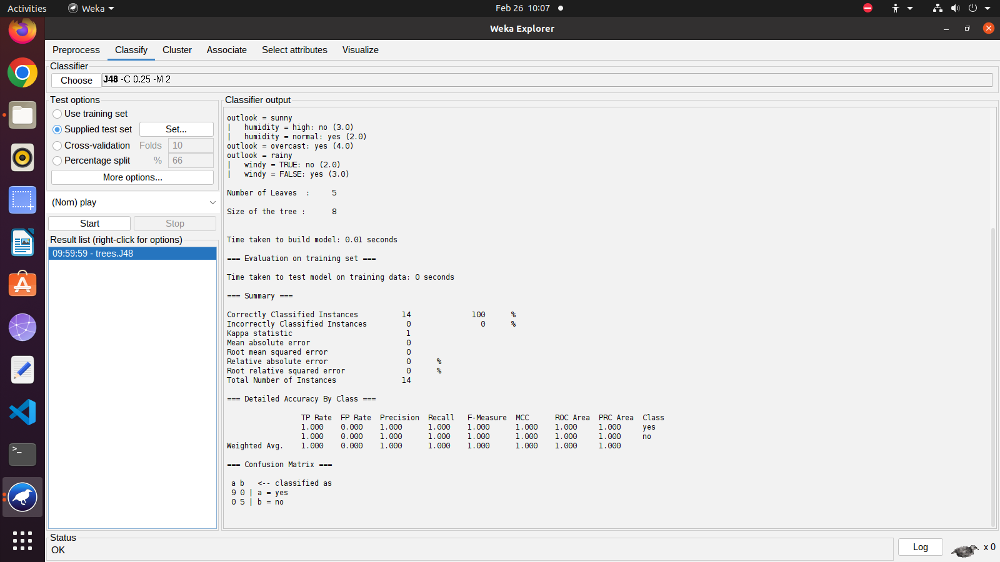 Activities Weka Feb 26 10:07
Weka Explorer
Preprocess Classify Cluster Associate Select attributes Visualize
Classifier
Choose J48 -C 0.25 -M 2
Test options
Use training set
Supplied test set Set...
Cross-validation Folds 10
Percentage split % 66
More options...
(Nom) play
Start Stop
Result list (right-click for options)
09:59:59 - trees.J48
Classifier output
outlook = sunny
|   humidity = high: no (3.0)
|   humidity = normal: yes (2.0)
outlook = overcast: yes (4.0)
outlook = rainy
|   windy = TRUE: no (2.0)
|   windy = FALSE: yes (3.0)
Number of Leaves  :     5
Size of the tree :      8
Time taken to build model: 0.01 seconds
=== Evaluation on training set ===
Time taken to test model on training data: 0 seconds
=== Summary ===
Correctly Classified Instances          14              100      %
Incorrectly Classified Instances         0                0      %
Kappa statistic                          1
Mean absolute error                      0
Root mean squared error                  0
Relative absolute error                  0      %
Root relative squared error              0      %
Total Number of Instances               14
=== Detailed Accuracy By Class ===
TP Rate  FP Rate  Precision  Recall   F-Measure  MCC      ROC Area  PRC Area  Class
1.000    0.000    1.000      1.000    1.000      1.000    1.000     1.000     yes
1.000    0.000    1.000      1.000    1.000      1.000    1.000     1.000     no
Weighted Avg.    1.000    0.000    1.000      1.000    1.000      1.000    1.000     1.000
=== Confusion Matrix ===
a b   <-- classified as
9 0 | a = yes
0 5 | b = no
Status
OK
Log
x 0